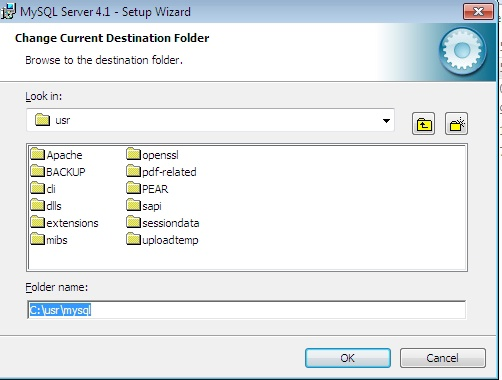 MySQL Server 4.1 - Setup Wizard
Change Current Destination Folder
Browse to the destination folder.
Look in:
usr
Apache openssl
BACKUP pdf-related
cli PEAR
dlls sapi
extensions sessiondata
mibs uploadtemp
Folder name:
C:\usr\mysql
OK Cancel